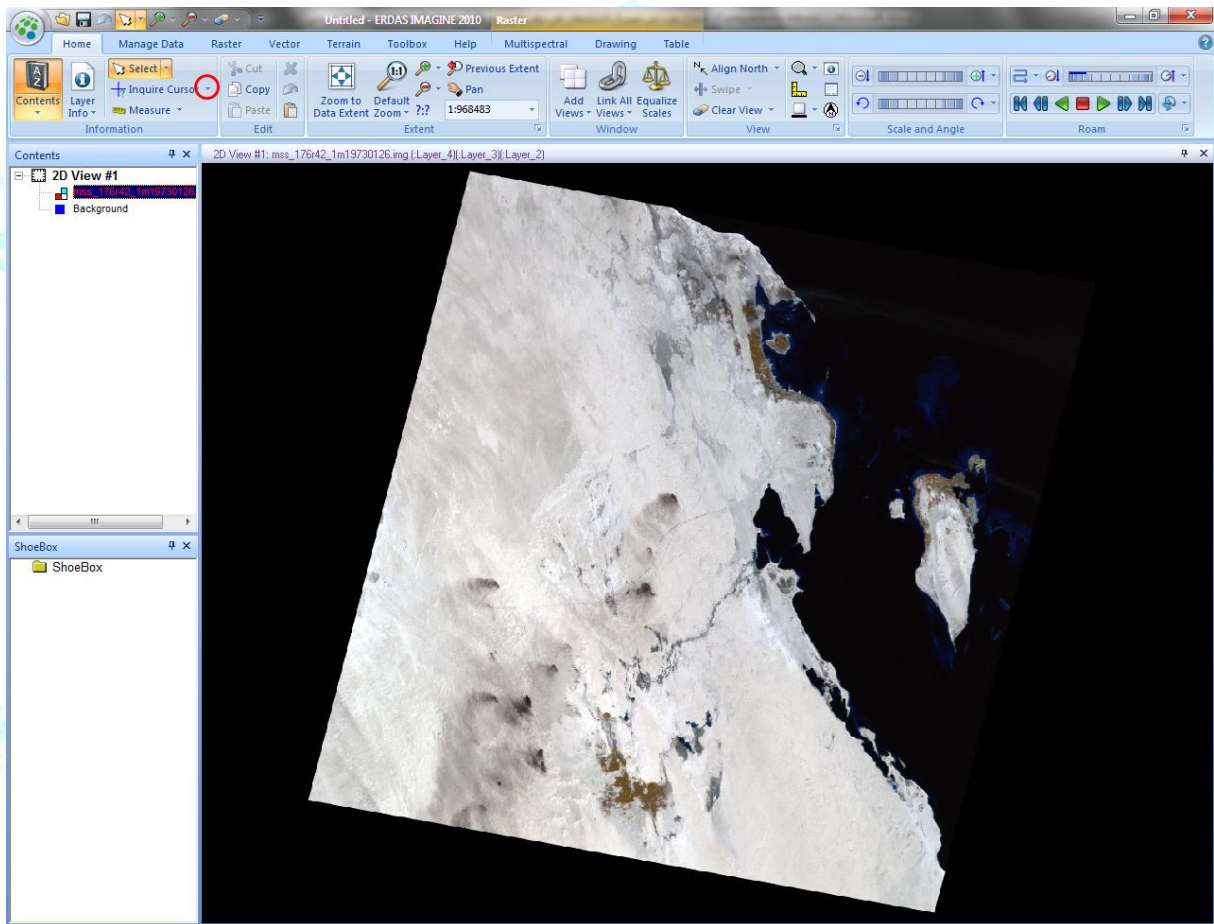 Untitled - ERDAS IMAGINE 2010 Raster
Home Manage Data Raster Vector Terrain Toolbox Help Multispectral Drawing Table
Contents
Layer Info
Select
Inquire Cursor
Measure
Information
Cut
Copy
Paste
Edit
Zoom to Data Extent
1:1
Default Zoom
?:?
Previous Extent
Pan
1:968483
Extent
Add Views
Link All Views
Equalize Scales
Window
Align North
Swipe
Clear View
View
Scale and Angle
Roam
Contents
2D View #1
mss_176r42_1m19730126
Background
ShoeBox
ShoeBox
2D View #1: mss_176r42_1m19730126.img (:Layer_4)(:Layer_3)(:Layer_2)